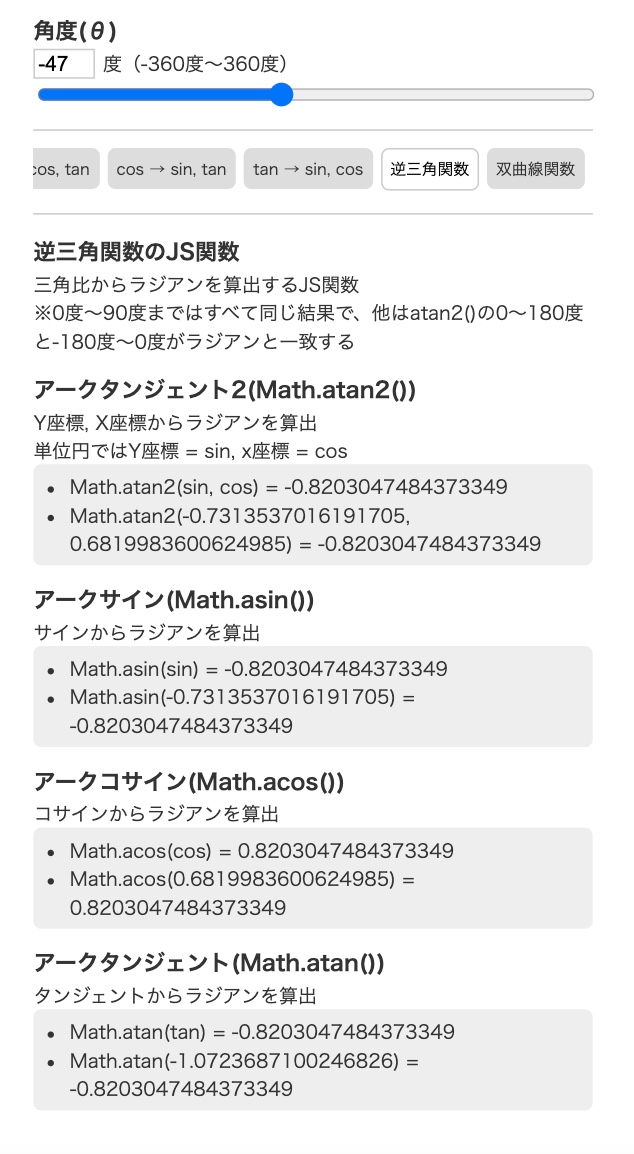 角度(θ)
-47 度（-360度〜360度）
cos, tan cos → sin, tan tan → sin, cos 逆三角関数 双曲線関数
逆三角関数のJS関数
三角比からラジアンを算出するJS関数
※0度〜90度まではすべて同じ結果で、他はatan2()の0〜180度
と-180度〜0度がラジアンと一致する
アークタンジェント2(Math.atan2())
Y座標, X座標からラジアンを算出
単位円ではY座標 = sin, x座標 = cos
• Math.atan2(sin, cos) = -0.8203047484373349
• Math.atan2(-0.7313537016191705,
0.6819983600624985) = -0.8203047484373349
アークサイン(Math.asin())
サインからラジアンを算出
• Math.asin(sin) = -0.8203047484373349
• Math.asin(-0.7313537016191705) =
-0.8203047484373349
アークコサイン(Math.acos())
コサインからラジアンを算出
• Math.acos(cos) = 0.8203047484373349
• Math.acos(0.6819983600624985) =
0.8203047484373349
アークタンジェント(Math.atan())
タンジェントからラジアンを算出
• Math.atan(tan) = -0.8203047484373349
• Math.atan(-1.0723687100246826) =
-0.8203047484373349